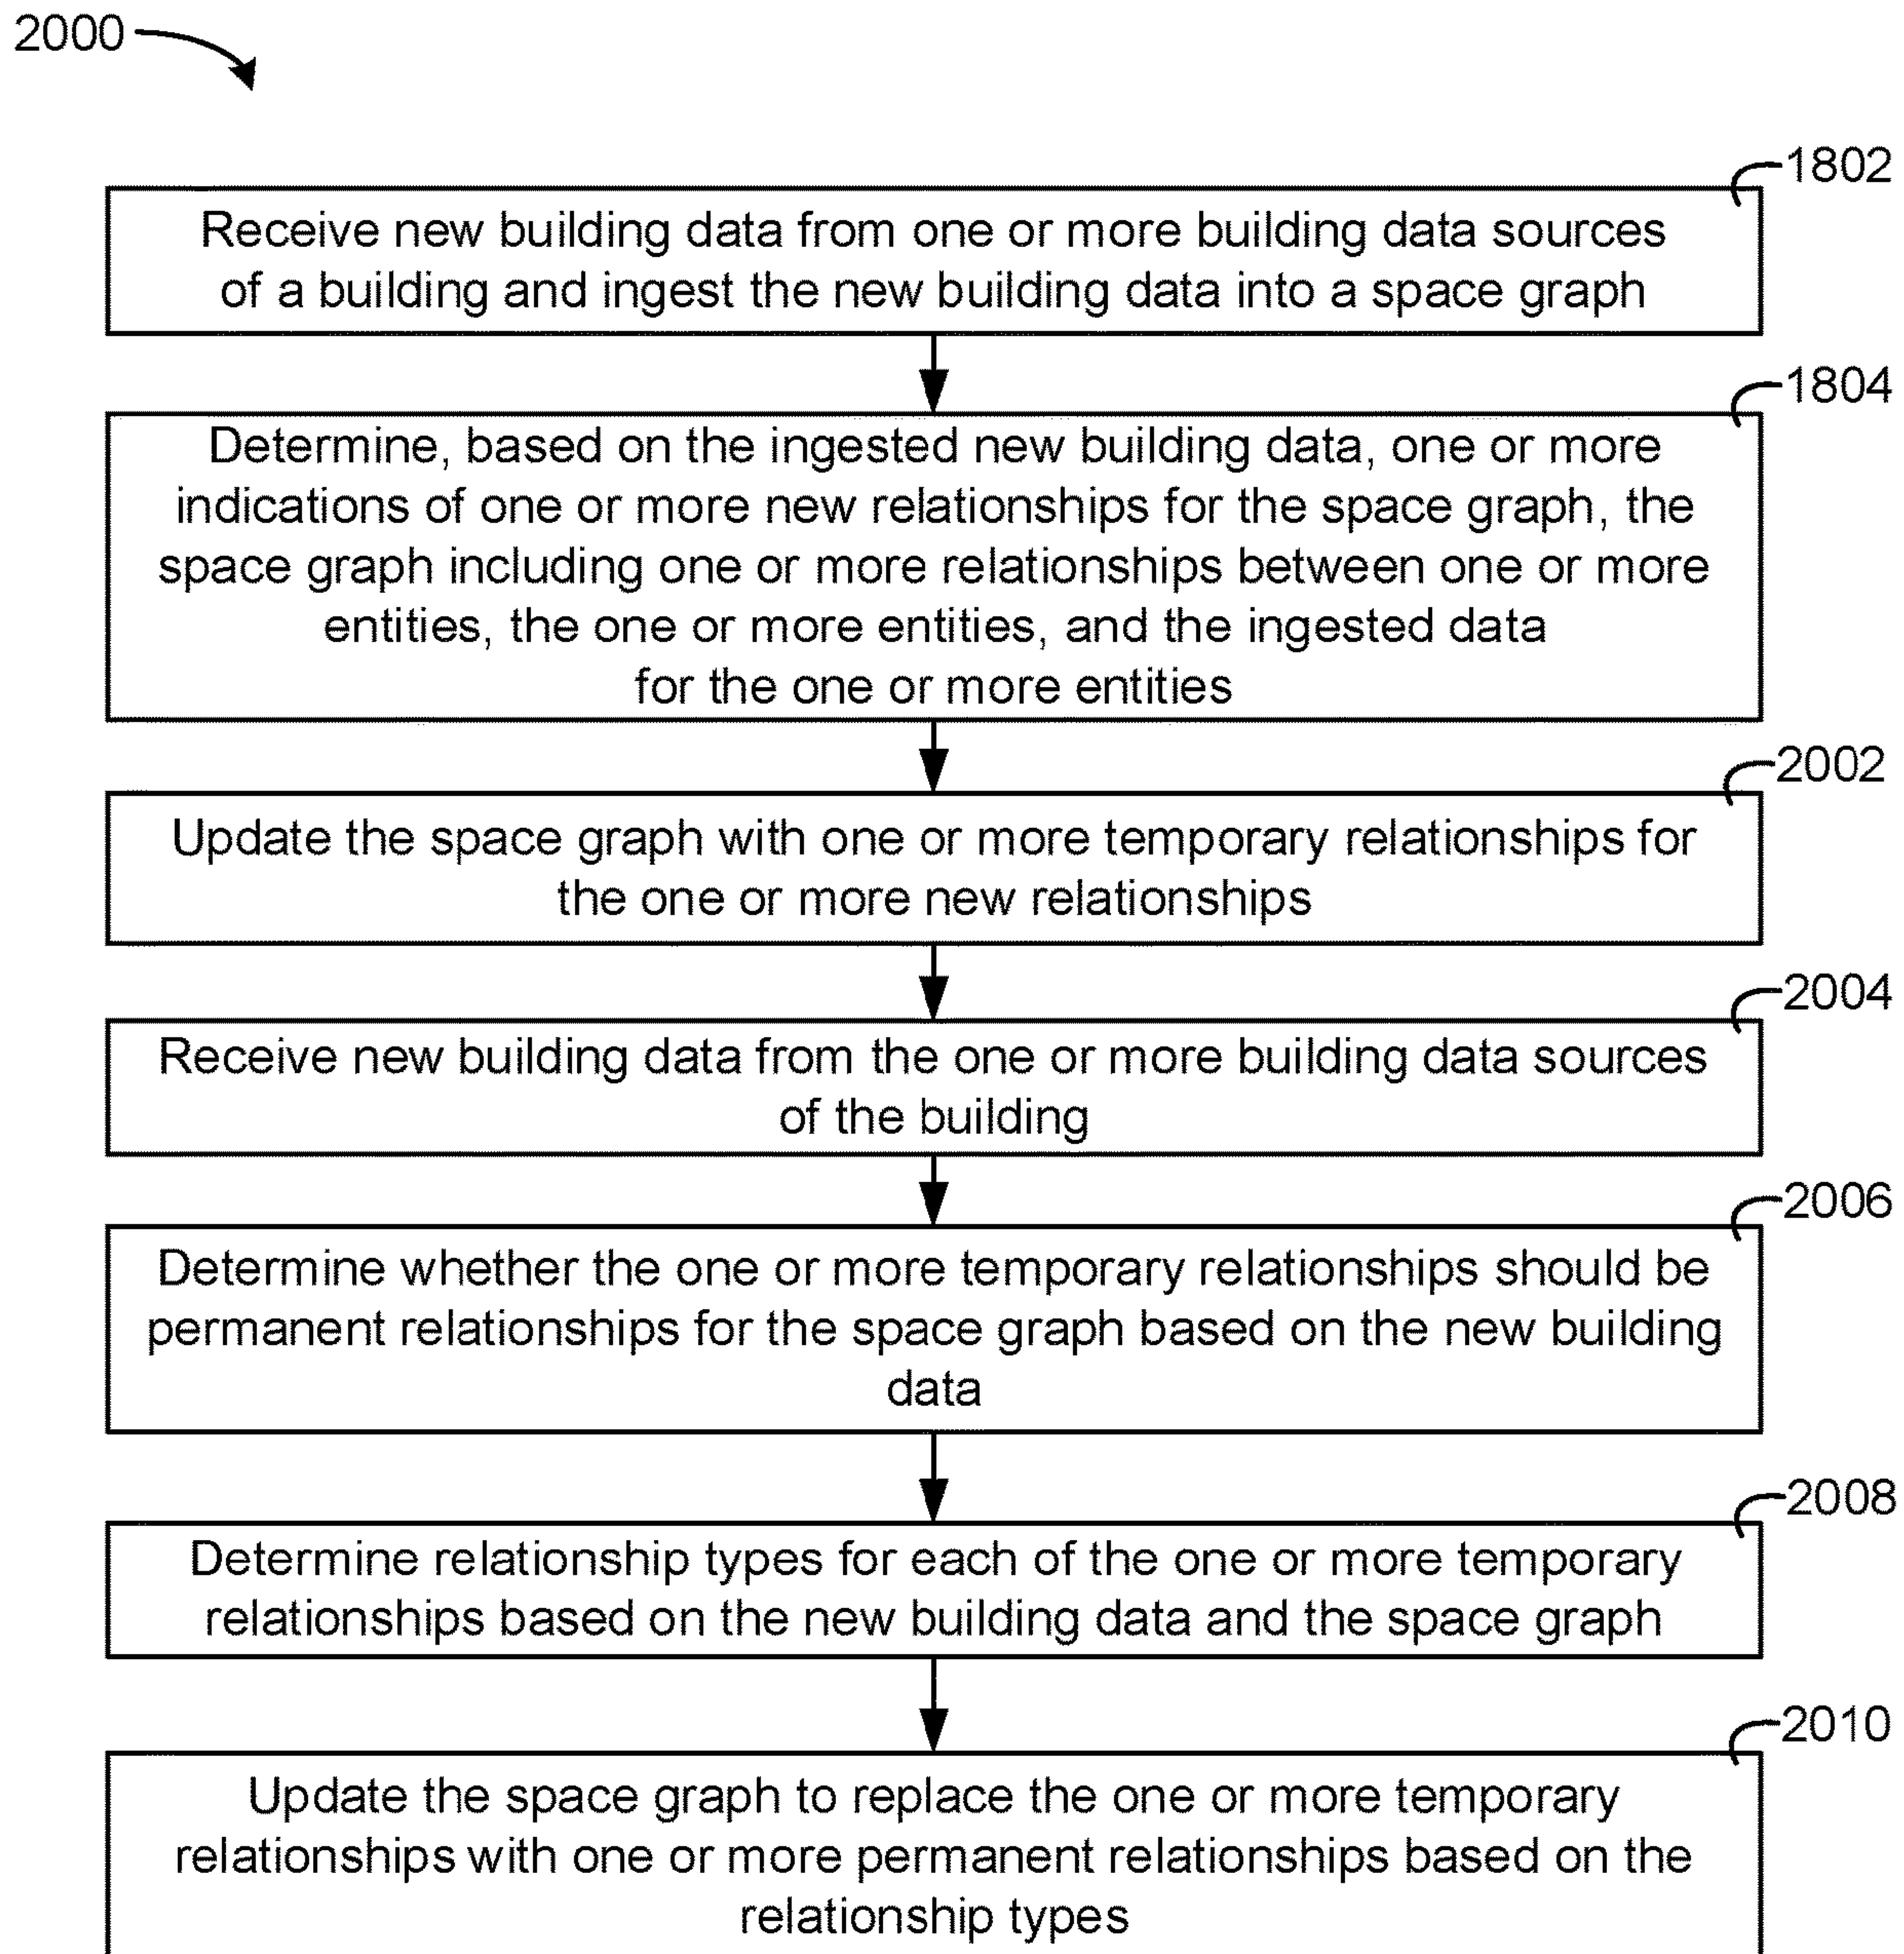 2000
1802
Receive new building data from one or more building data sources
of a building and ingest the new building data into a space graph
1804
Determine, based on the ingested new building data, one or more
indications of one or more new relationships for the space graph, the
space graph including one or more relationships between one or more
entities, the one or more entities, and the ingested data
for the one or more entities
2002
Update the space graph with one or more temporary relationships for
the one or more new relationships
2004
Receive new building data from the one or more building data sources
of the building
2006
Determine whether the one or more temporary relationships should be
permanent relationships for the space graph based on the new building
data
2008
Determine relationship types for each of the one or more temporary
relationships based on the new building data and the space graph
2010
Update the space graph to replace the one or more temporary
relationships with one or more permanent relationships based on the
relationship types